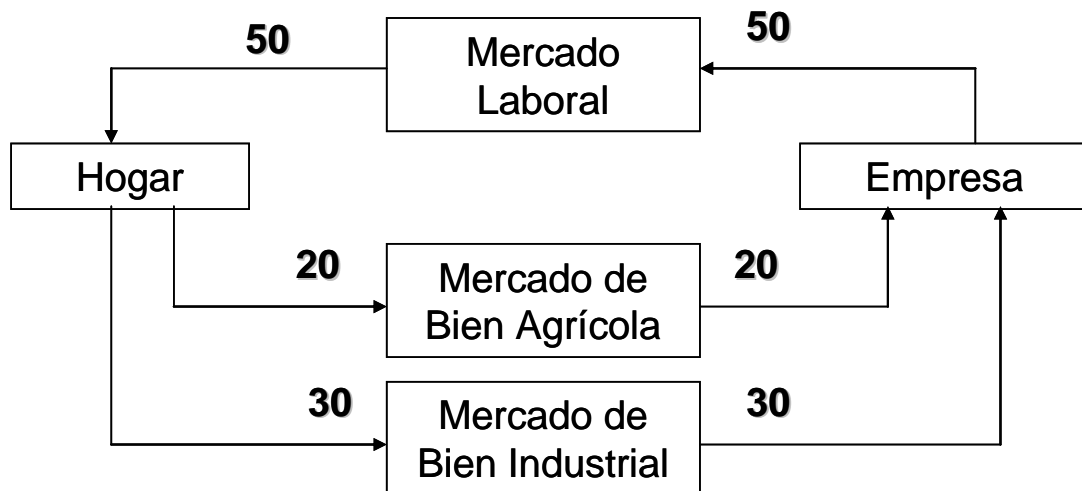 50
Mercado
Laboral
50
Hogar
Empresa
20
Mercado de
Bien Agrícola
20
30
Mercado de
Bien Industrial
30